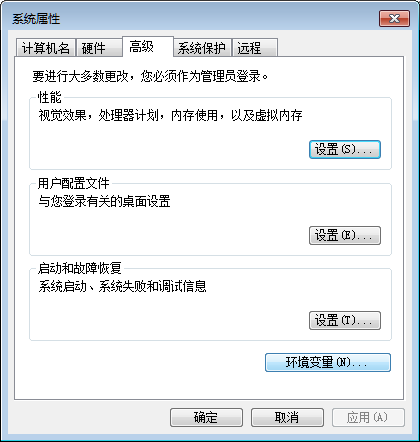 系统属性
计算机名 硬件 高级 系统保护 远程
要进行大多数更改，您必须作为管理员登录。
性能
视觉效果，处理器计划，内存使用，以及虚拟内存
设置(S)...
用户配置文件
与您登录有关的桌面设置
设置(E)...
启动和故障恢复
系统启动、系统失败和调试信息
设置(T)...
环境变量(N)...
确定 取消 应用(A)